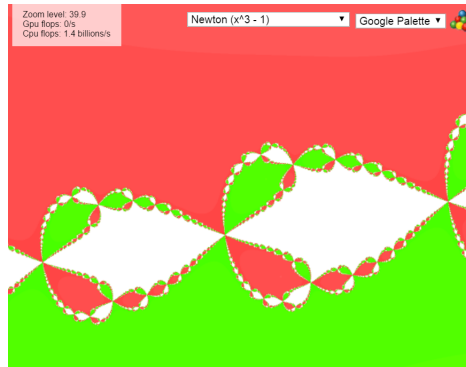 Zoom level: 39.9
Gpu flops: 0/s
Cpu flops: 1.4 billions/s
Newton (x^3 - 1)
Google Palette